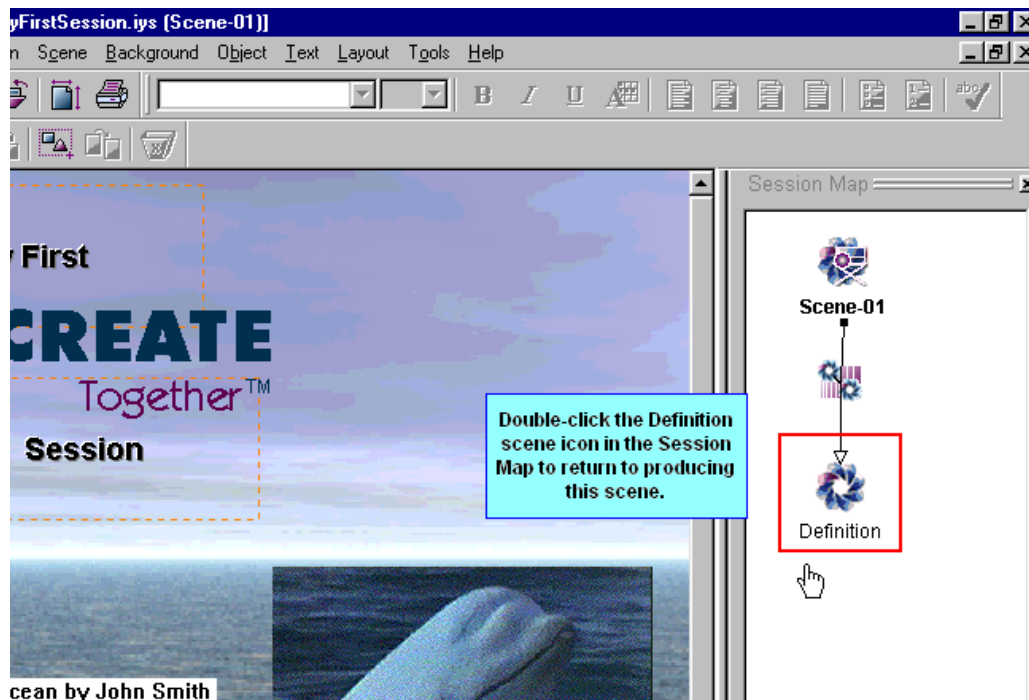 yFirstSession.iys (Scene-01)]
n Scene Background Object Text Layout Tools Help
B I U A abc
Session Map
y First
CREATE
Together™
Session
Scene-01
Double-click the Definition
scene icon in the Session
Map to return to producing
this scene.
Definition
cean by John Smith